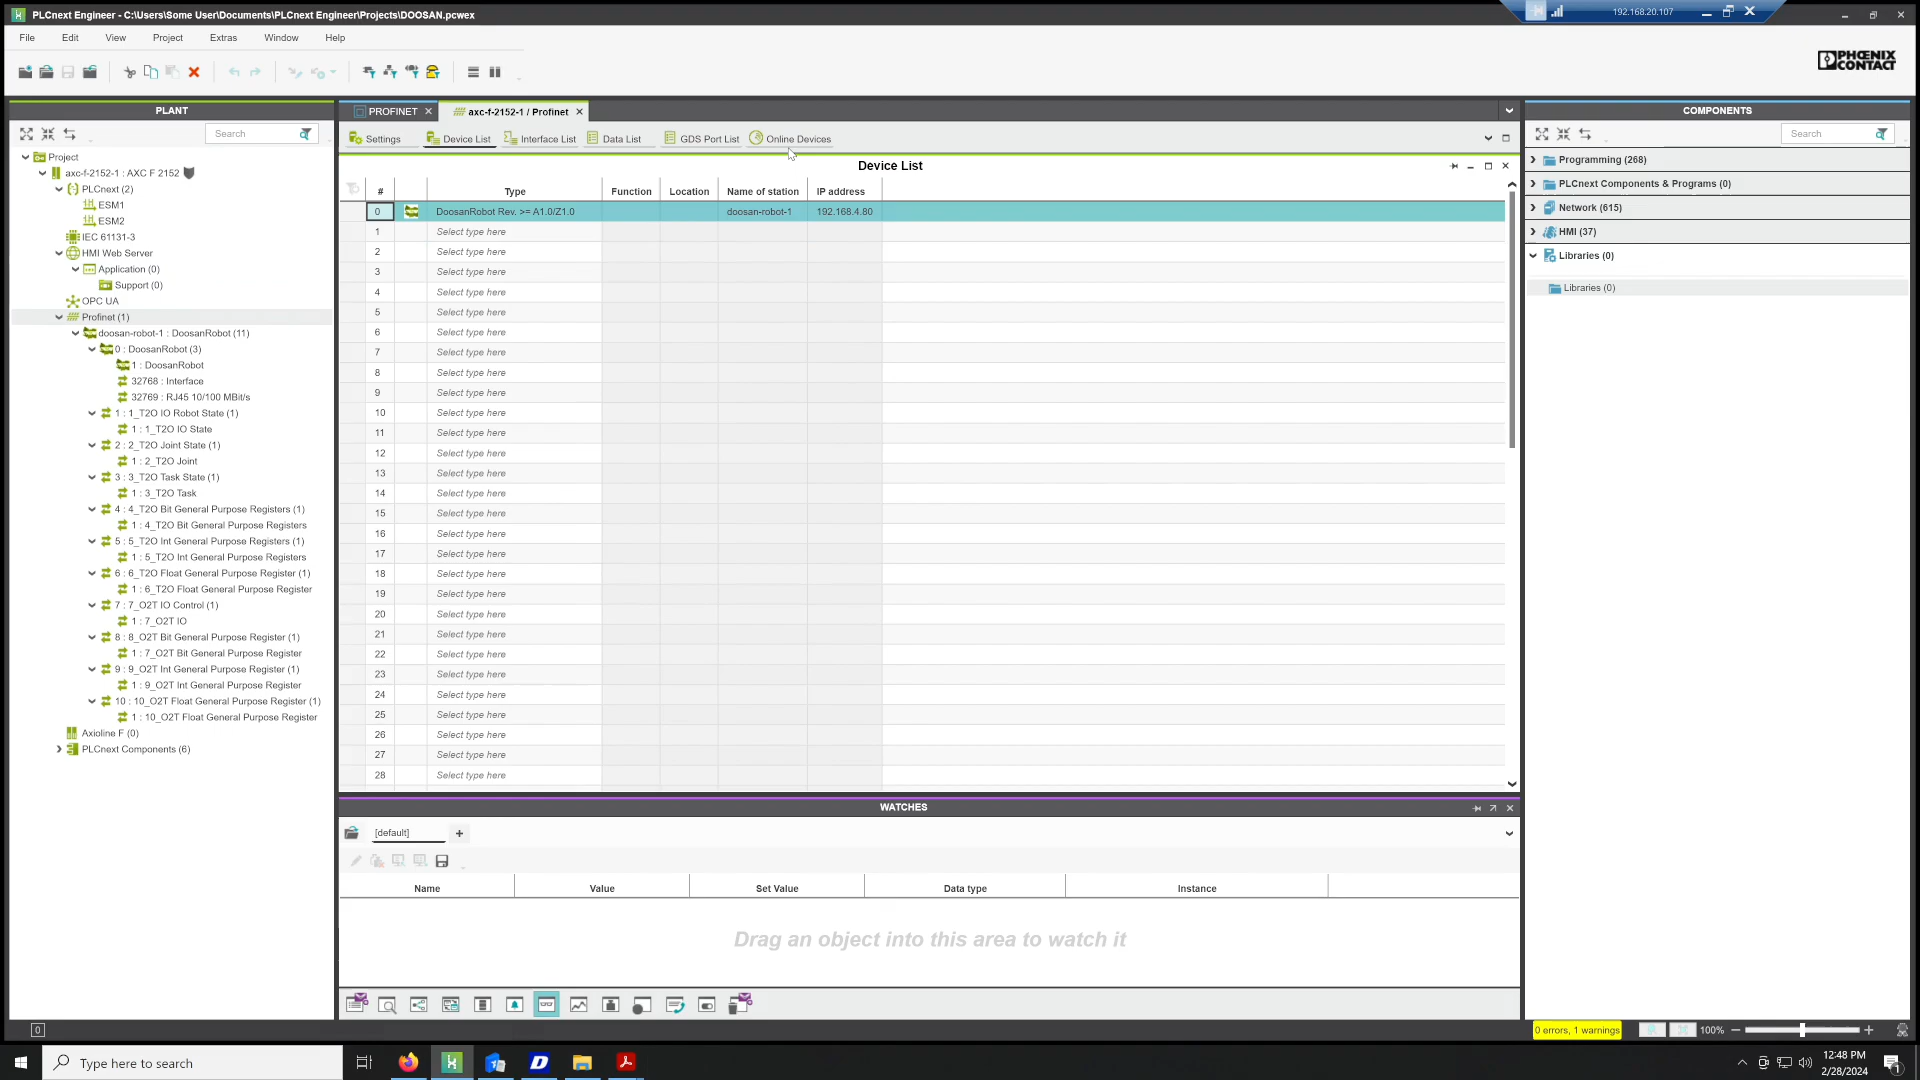 PLCnext Engineer - C:\Users\Some User\Documents\PLCnext Engineer\Projects\DOOSAN.pcwex
192.168.20.107
File Edit View Project Extras Window Help
PHŒNIX CONTACT
PLANT
Search
Project
axc-f-2152-1 : AXC F 2152
PLCnext (2)
ESM1
ESM2
IEC 61131-3
HMI Web Server
Application (0)
Support (0)
OPC UA
Profinet (1)
doosan-robot-1 : DoosanRobot (11)
0 : DoosanRobot (3)
1 : DoosanRobot
32768 : Interface
32769 : RJ45 10/100 MBit/s
1 : 1_T2O IO Robot State (1)
1 : 1_T2O IO State
2 : 2_T2O Joint State (1)
1 : 2_T2O Joint
3 : 3_T2O Task State (1)
1 : 3_T2O Task
4 : 4_T2O Bit General Purpose Registers (1)
1 : 4_T2O Bit General Purpose Registers
5 : 5_T2O Int General Purpose Registers (1)
1 : 5_T2O Int General Purpose Registers
6 : 6_T2O Float General Purpose Register (1)
1 : 6_T2O Float General Purpose Register
7 : 7_O2T IO Control (1)
1 : 7_O2T IO
8 : 8_O2T Bit General Purpose Register (1)
1 : 7_O2T Bit General Purpose Register
9 : 9_O2T Int General Purpose Register (1)
1 : 9_O2T Int General Purpose Register
10 : 10_O2T Float General Purpose Register (1)
1 : 10_O2T Float General Purpose Register
Axioline F (0)
PLCnext Components (6)
PROFINET
axc-f-2152-1 / Profinet
Settings Device List Interface List Data List GDS Port List Online Devices
Device List
# Type Function Location Name of station IP address
0 DoosanRobot Rev. >= A1.0/Z1.0 doosan-robot-1 192.168.4.80
1 Select type here
2 Select type here
3 Select type here
4 Select type here
5 Select type here
6 Select type here
7 Select type here
8 Select type here
9 Select type here
10 Select type here
11 Select type here
12 Select type here
13 Select type here
14 Select type here
15 Select type here
16 Select type here
17 Select type here
18 Select type here
19 Select type here
20 Select type here
21 Select type here
22 Select type here
23 Select type here
24 Select type here
25 Select type here
26 Select type here
27 Select type here
28 Select type here
WATCHES
[default] +
Name Value Set Value Data type Instance
Drag an object into this area to watch it
COMPONENTS
Search
Programming (268)
PLCnext Components & Programs (0)
Network (615)
HMI (37)
Libraries (0)
Libraries (0)
0
0 errors, 1 warnings
100%
Type here to search
12:48 PM
2/28/2024
1